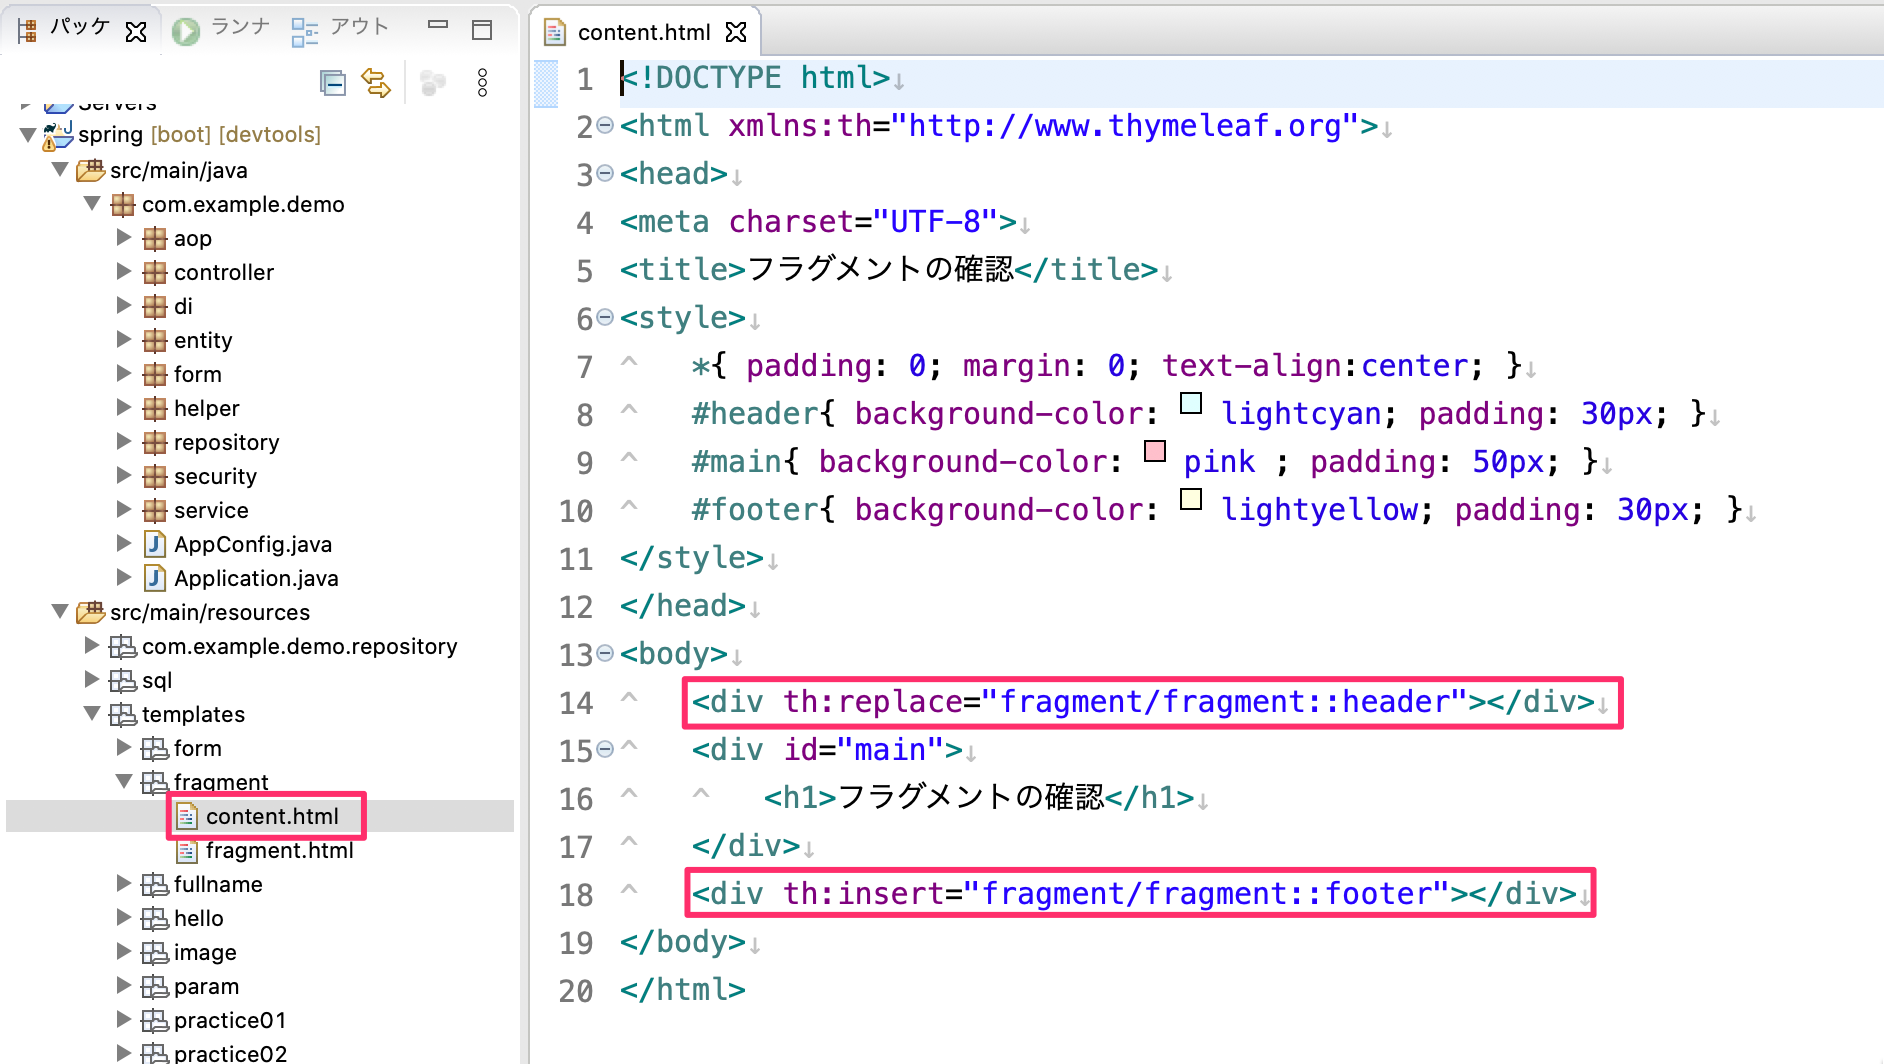 パッケ
ランナ
アウト
Servers
spring [boot] [devtools]
src/main/java
com.example.demo
aop
controller
di
entity
form
helper
repository
security
service
AppConfig.java
Application.java
src/main/resources
com.example.demo.repository
sql
templates
form
fragment
content.html
fragment.html
fullname
hello
image
param
practice01
practice02
content.html
1 <!DOCTYPE html>↓
2 <html xmlns:th="http://www.thymeleaf.org">↓
3 <head>↓
4 <meta charset="UTF-8">↓
5 <title>フラグメントの確認</title>↓
6 <style>↓
7 ^ *{ padding: 0; margin: 0; text-align:center; }↓
8 ^ #header{ background-color: lightcyan; padding: 30px; }↓
9 ^ #main{ background-color: pink ; padding: 50px; }↓
10 ^ #footer{ background-color: lightyellow; padding: 30px; }↓
11 </style>↓
12 </head>↓
13 <body>↓
14 ^ <div th:replace="fragment/fragment::header"></div>↓
15 ^ <div id="main">↓
16 ^ ^ <h1>フラグメントの確認</h1>↓
17 ^ </div>↓
18 ^ <div th:insert="fragment/fragment::footer"></div>↓
19 </body>↓
20 </html>